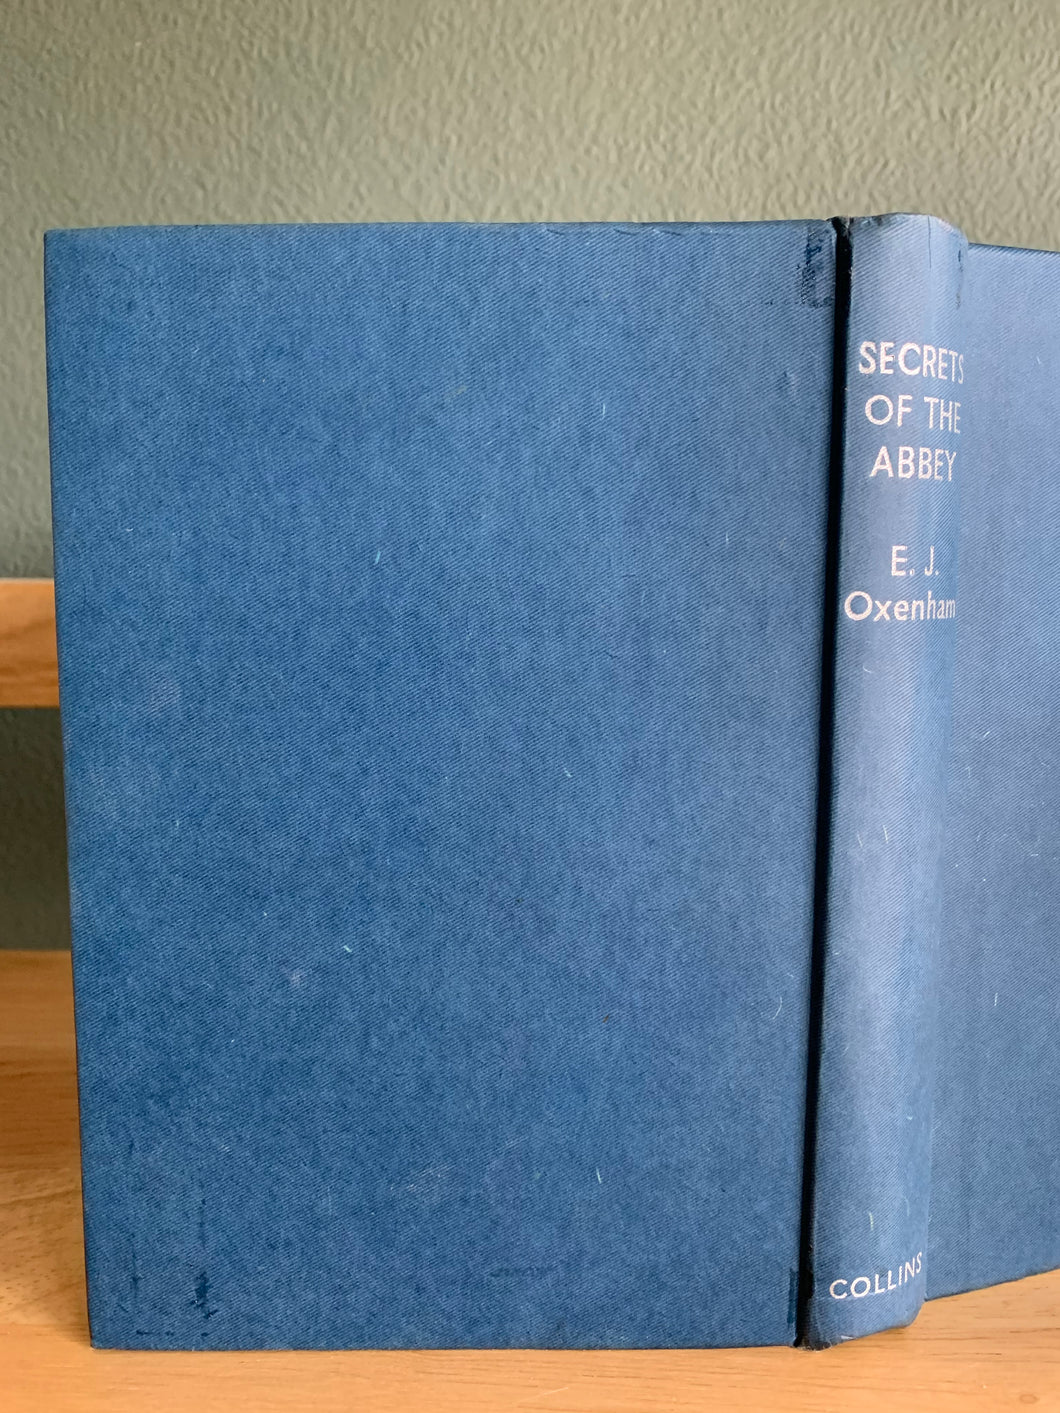 SECRETS
OF THE
ABBEY
E. J.
Oxenham
COLLINS